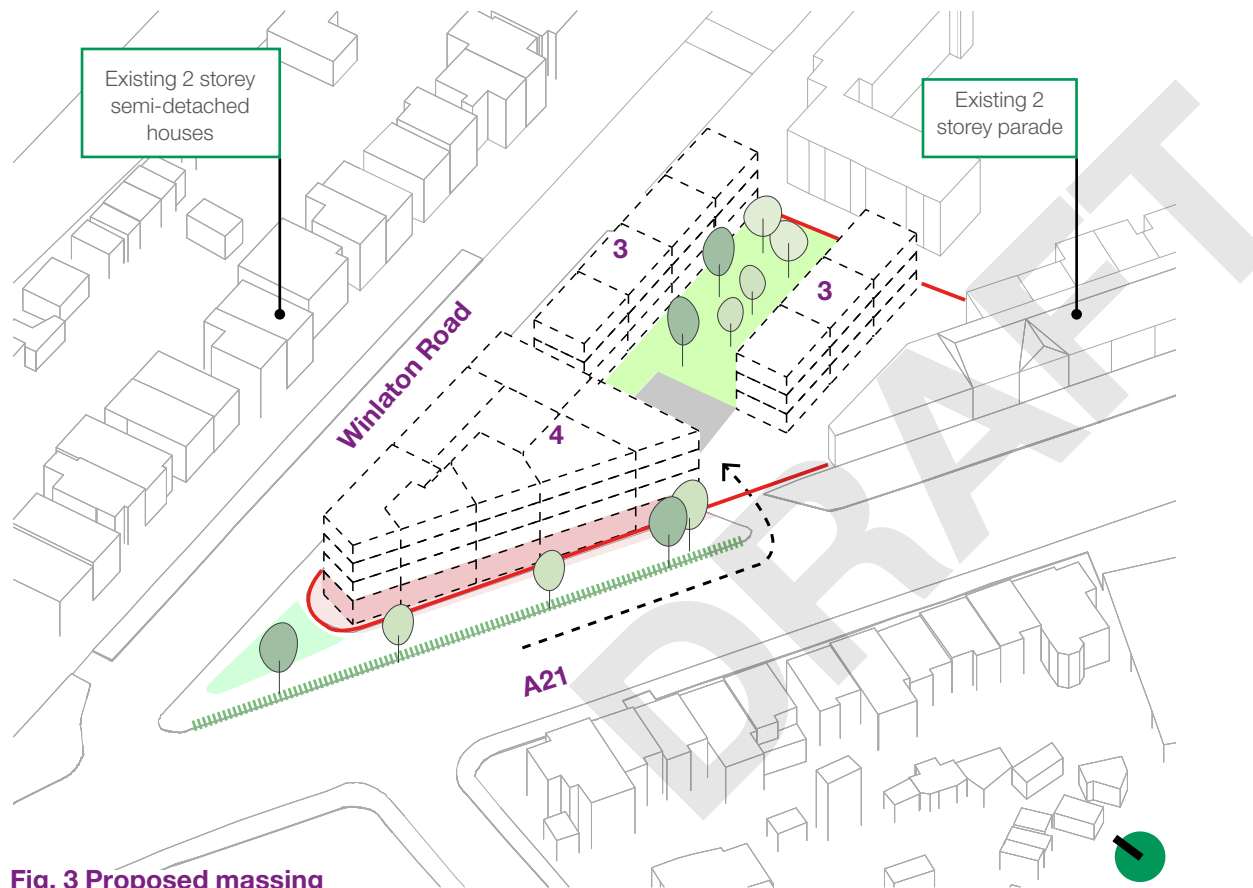 Existing 2 storey
semi-detached
houses
Existing 2
storey parade
3
3
Winlaton Road
4
A21
DRAFT
Fig. 3 Proposed massing